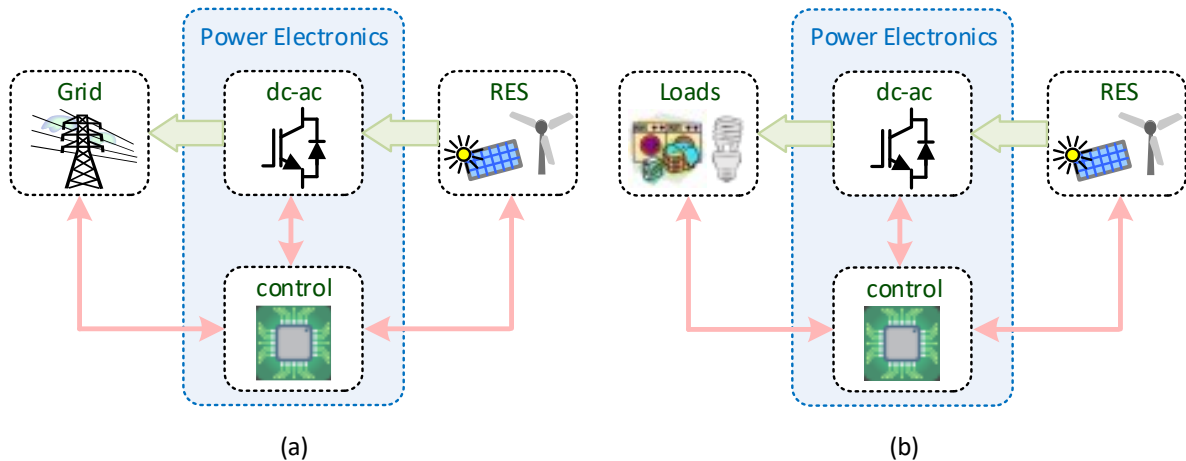 Power Electronics
Grid
dc-ac
RES
control
(a)
Power Electronics
Loads
dc-ac
RES
control
(b)